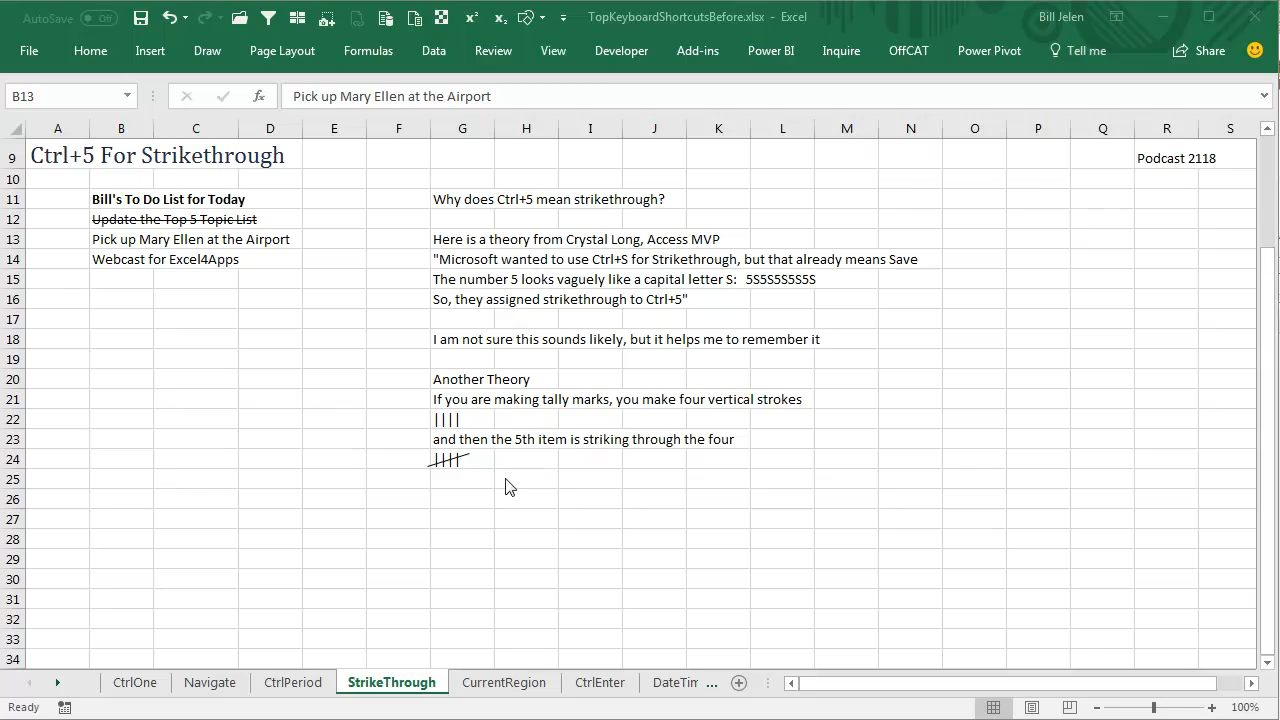 AutoSave Off TopKeyboardShortcutsBefore.xlsx - Excel Bill Jelen
File Home Insert Draw Page Layout Formulas Data Review View Developer Add-ins Power BI Inquire OffCAT Power Pivot Tell me Share
B13 fx Pick up Mary Ellen at the Airport
A B C D E F G H I J K L M N O P Q R S
9 Ctrl+5 For Strikethrough Podcast 2118
10
11 Bill's To Do List for Today Why does Ctrl+5 mean strikethrough?
12 Update the Top 5 Topic List
13 Pick up Mary Ellen at the Airport Here is a theory from Crystal Long, Access MVP
14 Webcast for Excel4Apps "Microsoft wanted to use Ctrl+S for Strikethrough, but that already means Save
15 The number 5 looks vaguely like a capital letter S: 5S5S5S5S5S
16 So, they assigned strikethrough to Ctrl+5"
17
18 I am not sure this sounds likely, but it helps me to remember it
19
20 Another Theory
21 If you are making tally marks, you make four vertical strokes
22 ||||
23 and then the 5th item is striking through the four
24 ||||
25
26
27
28
29
30
31
32
33
34
CtrlOne Navigate CtrlPeriod StrikeThrough CurrentRegion CtrlEnter DateTim ...
Ready 100%